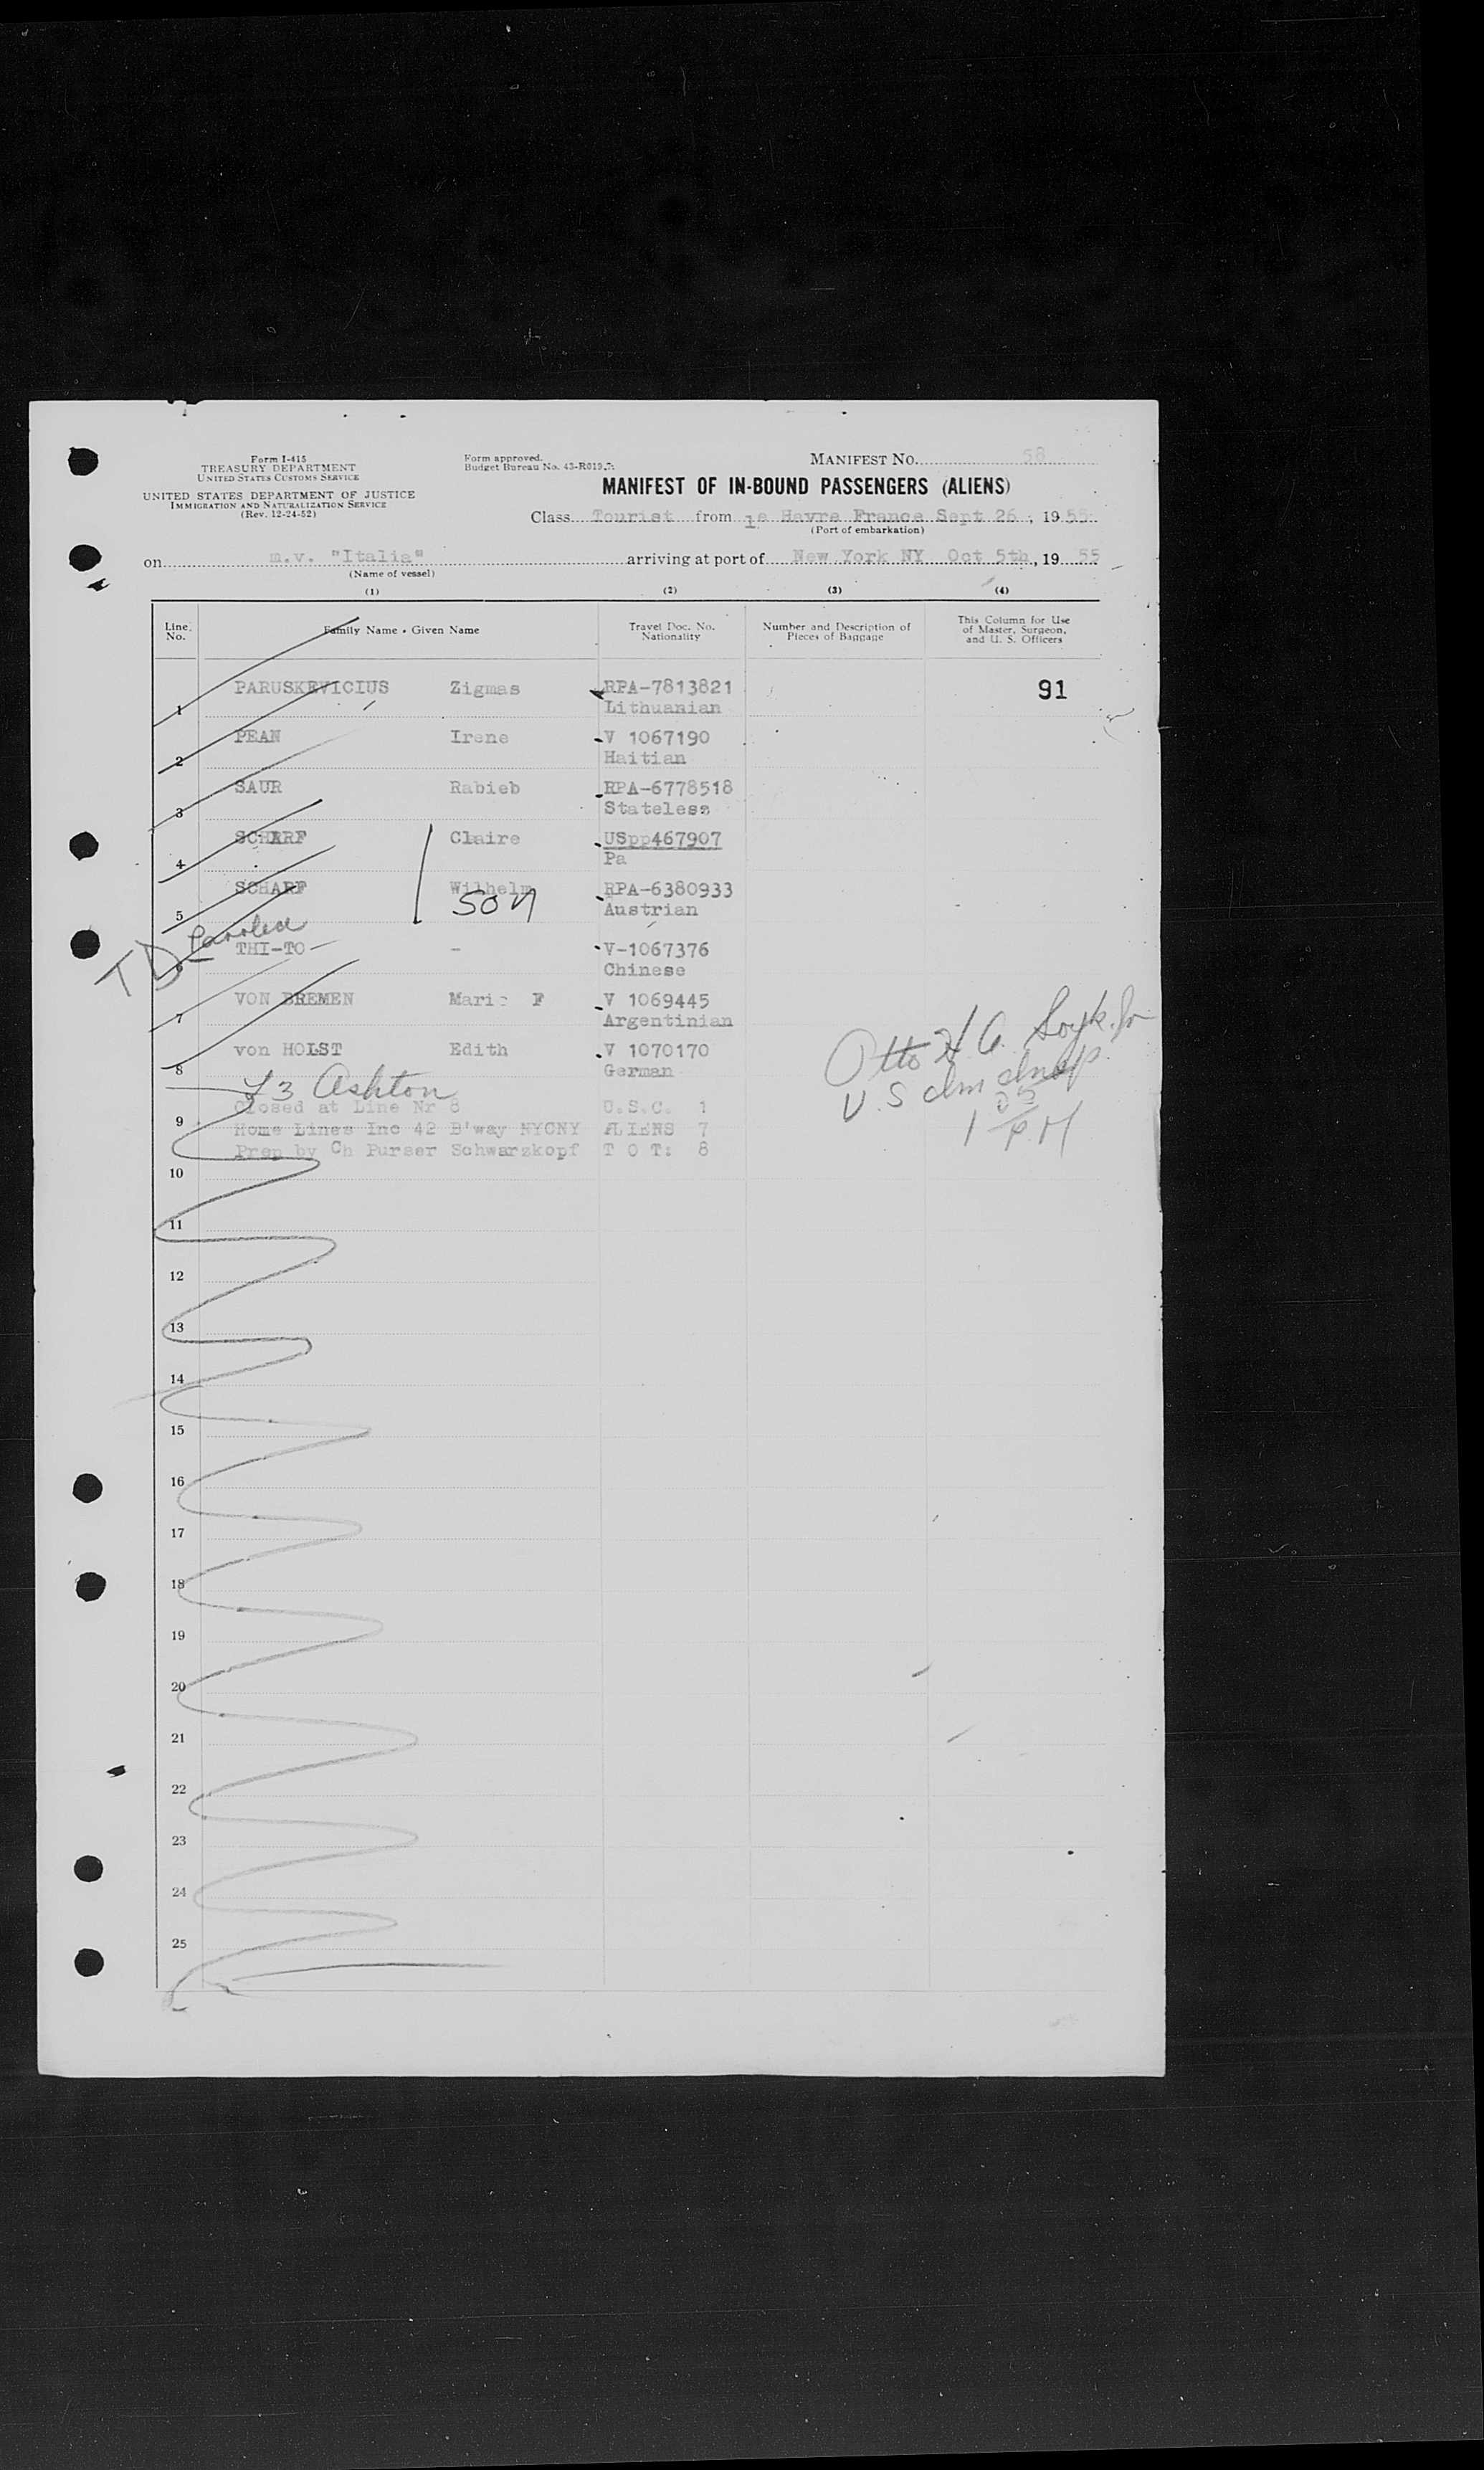 Form I-415
TREASURY DEPARTMENT
UNITED STATES CUSTOMS SERVICE
UNITED STATES DEPARTMENT OF JUSTICE
IMMIGRATION AND NATURALIZATION SERVICE
(Rev. 12-24-52)
Form approved.
Budget Bureau No. 43-R019.
MANIFEST NO. 58
MANIFEST OF IN-BOUND PASSENGERS (ALIENS)
Class Tourist from le Havre France Sept 26, 1955
(Port of embarkation)
on m.v. "Italia" arriving at port of New York NY Oct 5th, 1955
(Name of vessel)
(1) (2) (3) (4)
Line No. Family Name - Given Name Travel Doc. No. Nationality Number and Description of Pieces of Baggage This Column for Use of Master, Surgeon, and U. S. Officers
1 PARUSKEVICIUS Zigmas RPA-7813821 91
Lithuanian
2 PEAN Irene V 1067190
Haitian
3 SAUR Rabieb RPA-6778518
Stateless
4 SCHARF Claire USpp467907
Pa
5 SCHARF Wilhelm RPA-6380933
son Austrian
TD Paroled
THI-TO - V-1067376
Chinese
7 VON BREMEN Marie F V 1069445
Argentinian
8 von HOLST Edith V 1070170
German
Ashton
Closed at Line Nr 8 U.S.C. 1
9 Home Lines Inc 42 B'way NYCNY ALIENS 7
Prep by Ch Purser Schwarzkopf T O T: 8
Otto
U.S Imm
PM
10
11
12
13
14
15
16
17
18
19
20
21
22
23
24
25